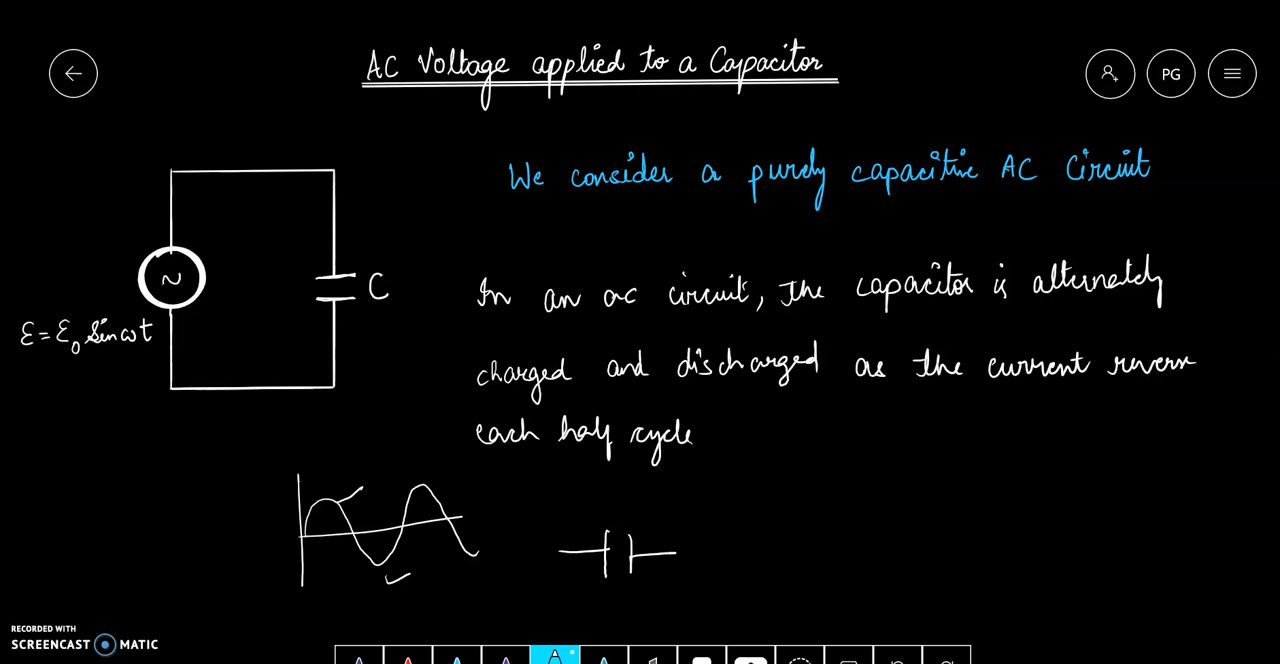 AC Voltage applied to a Capacitor
PG
We consider a purely capacitive AC Circuit
C
ε = ε₀ sin ωt
In an ac circuit, the capacitor is alternately
charged and discharged as the current
each half cycle
RECORDED WITH
SCREENCAST MATIC